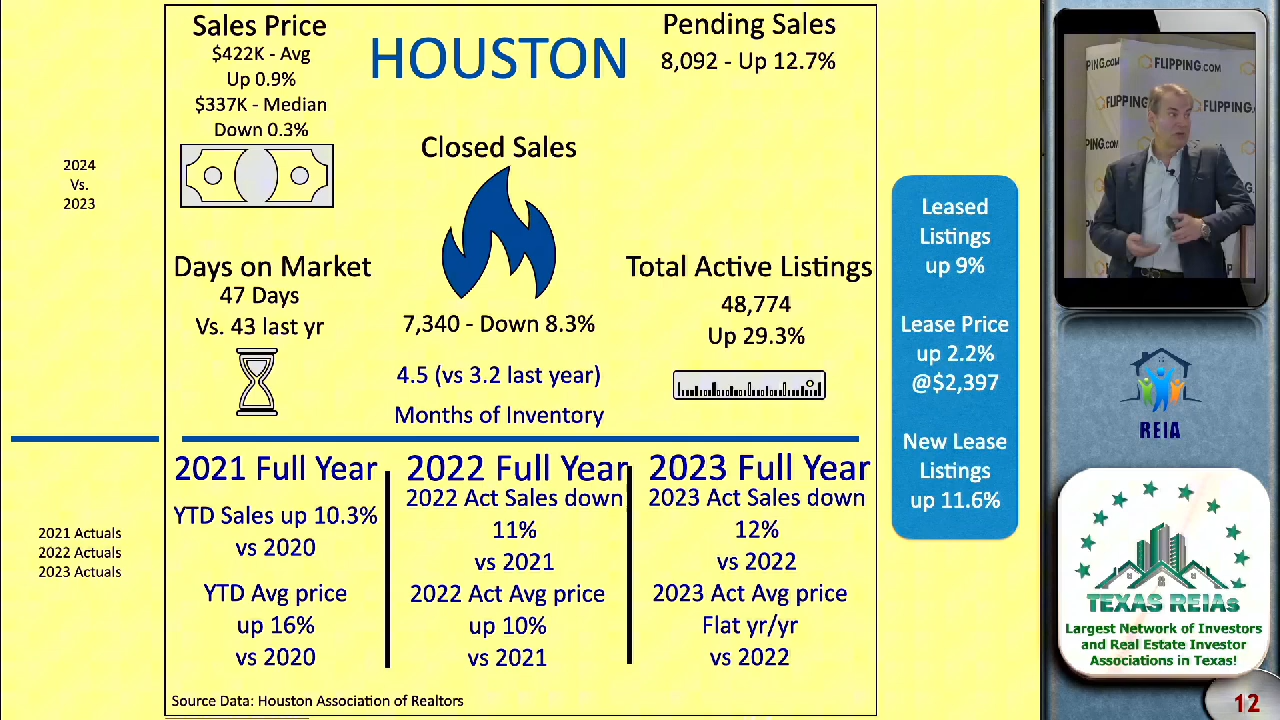 Sales Price
$422K - Avg
Up 0.9%
$337K - Median
Down 0.3%
HOUSTON
Pending Sales
8,092 - Up 12.7%
2024
Vs.
2023
Closed Sales
Days on Market
47 Days
Vs. 43 last yr
7,340 - Down 8.3%
4.5 (vs 3.2 last year)
Months of Inventory
Total Active Listings
48,774
Up 29.3%
Leased
Listings
up 9%
Lease Price
up 2.2%
@$2,397
New Lease
Listings
up 11.6%
2021 Actuals
2022 Actuals
2023 Actuals
2021 Full Year
YTD Sales up 10.3%
vs 2020
YTD Avg price
up 16%
vs 2020
2022 Full Year
2022 Act Sales down
11%
vs 2021
2022 Act Avg price
up 10%
vs 2021
2023 Full Year
2023 Act Sales down
12%
vs 2022
2023 Act Avg price
Flat yr/yr
vs 2022
Source Data: Houston Association of Realtors
PING.COM
FLIPPING.COM
FLIPPING
FLIPPING.
PING.COM
REIA
TEXAS REIAs
Largest Network of Investors
and Real Estate Investor
Associations in Texas!
12